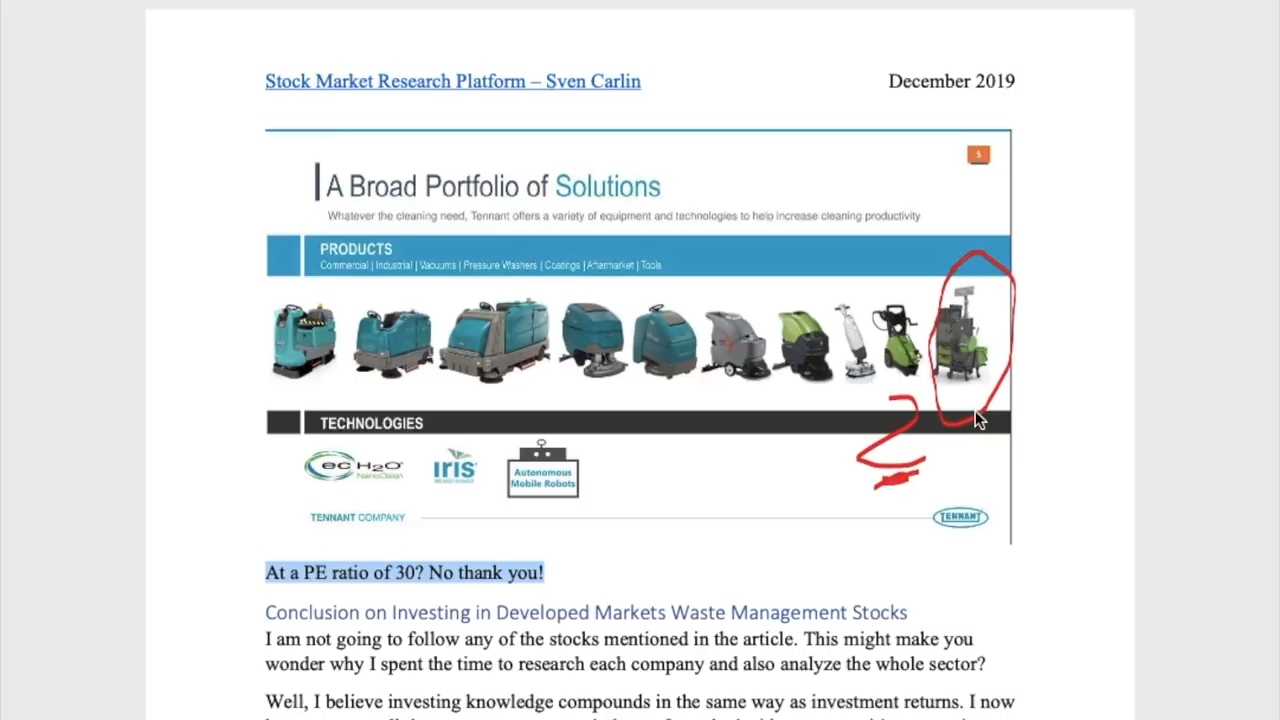 Stock Market Research Platform – Sven Carlin
December 2019
5
A Broad Portfolio of Solutions
Whatever the cleaning need, Tennant offers a variety of equipment and technologies to help increase cleaning productivity
PRODUCTS
Commercial | Industrial | Vacuums | Pressure Washers | Coatings | Aftermarket | Tools
TECHNOLOGIES
ec H2O NanoClean
IRIS
Autonomous
Mobile Robots
TENNANT COMPANY
TENNANT
At a PE ratio of 30? No thank you!
Conclusion on Investing in Developed Markets Waste Management Stocks
I am not going to follow any of the stocks mentioned in the article. This might make you
wonder why I spent the time to research each company and also analyze the whole sector?
Well, I believe investing knowledge compounds in the same way as investment returns. I now